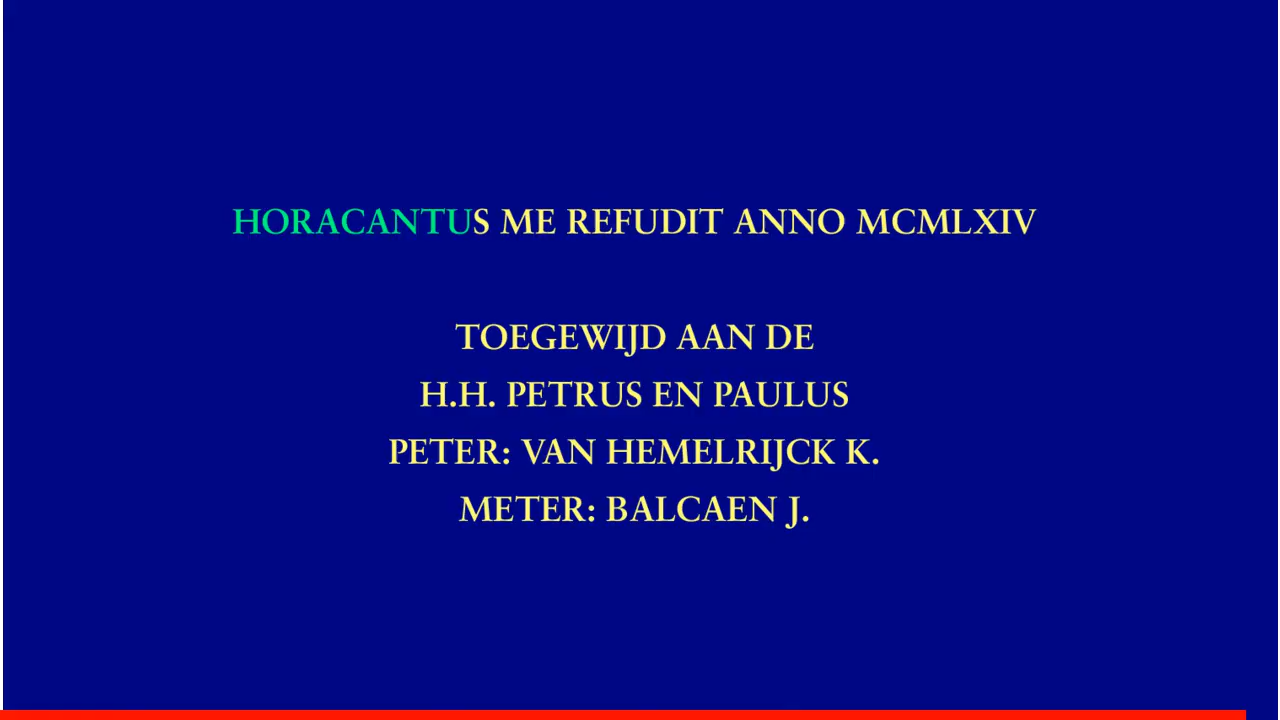 HORACANTUS ME REFUDIT ANNO MCMLXIV
TOEGEWIJD AAN DE
H.H. PETRUS EN PAULUS
PETER: VAN HEMELRIJCK K.
METER: BALCAEN J.